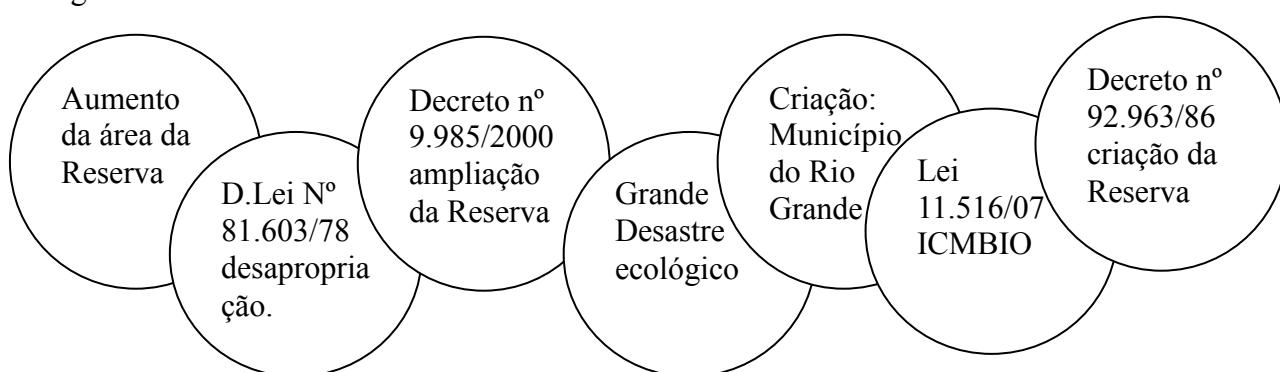 Aumento
da área da
Reserva
D.Lei Nº
81.603/78
desapropria
ção.
Decreto nº
9.985/2000
ampliação
da Reserva
Grande
Desastre
ecológico
Criação:
Município
do Rio
Grande
Lei
11.516/07
ICMBIO
Decreto nº
92.963/86
criação da
Reserva